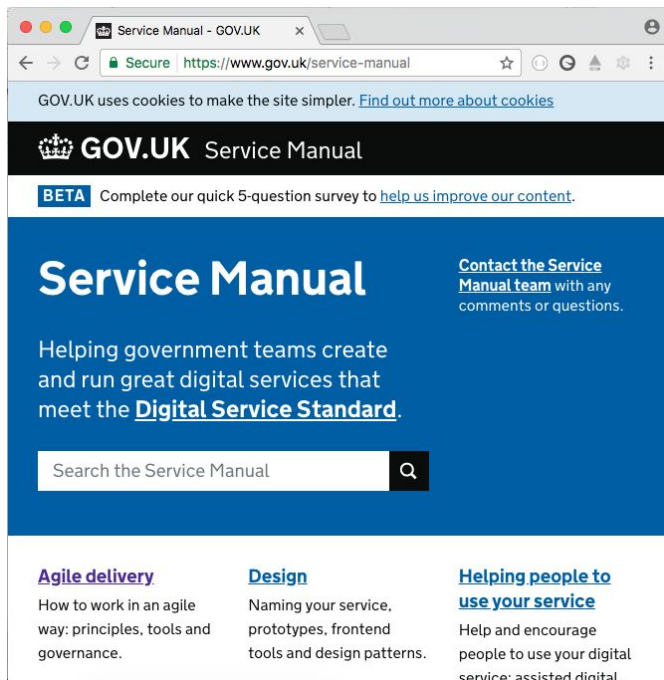 Service Manual - GOV.UK
Secure https://www.gov.uk/service-manual
GOV.UK uses cookies to make the site simpler. Find out more about cookies
GOV.UK Service Manual
BETA Complete our quick 5-question survey to help us improve our content.
Service Manual
Contact the Service
Manual team with any
comments or questions.
Helping government teams create
and run great digital services that
meet the Digital Service Standard.
Search the Service Manual
Agile delivery
How to work in an agile
way: principles, tools and
governance.
Design
Naming your service,
prototypes, frontend
tools and design patterns.
Helping people to
use your service
Help and encourage
people to use your digital
service: assisted digital